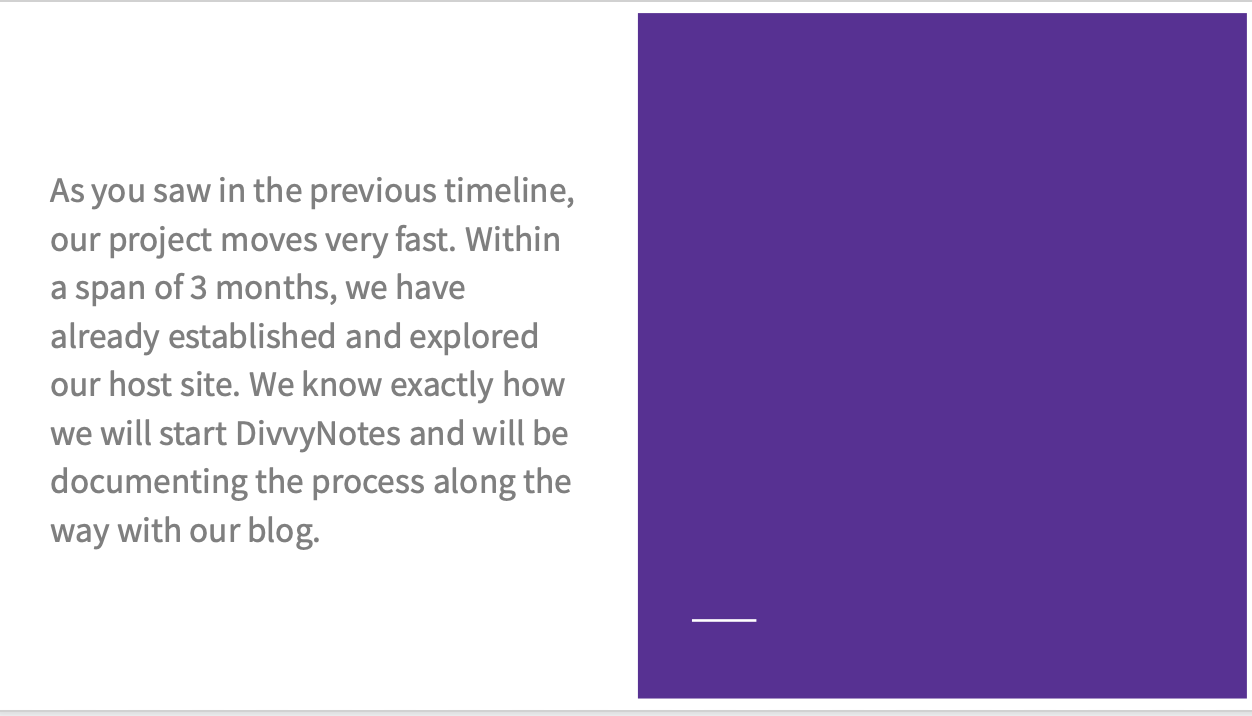 As you saw in the previous timeline,
our project moves very fast. Within
a span of 3 months, we have
already established and explored
our host site. We know exactly how
we will start DivvyNotes and will be
documenting the process along the
way with our blog.